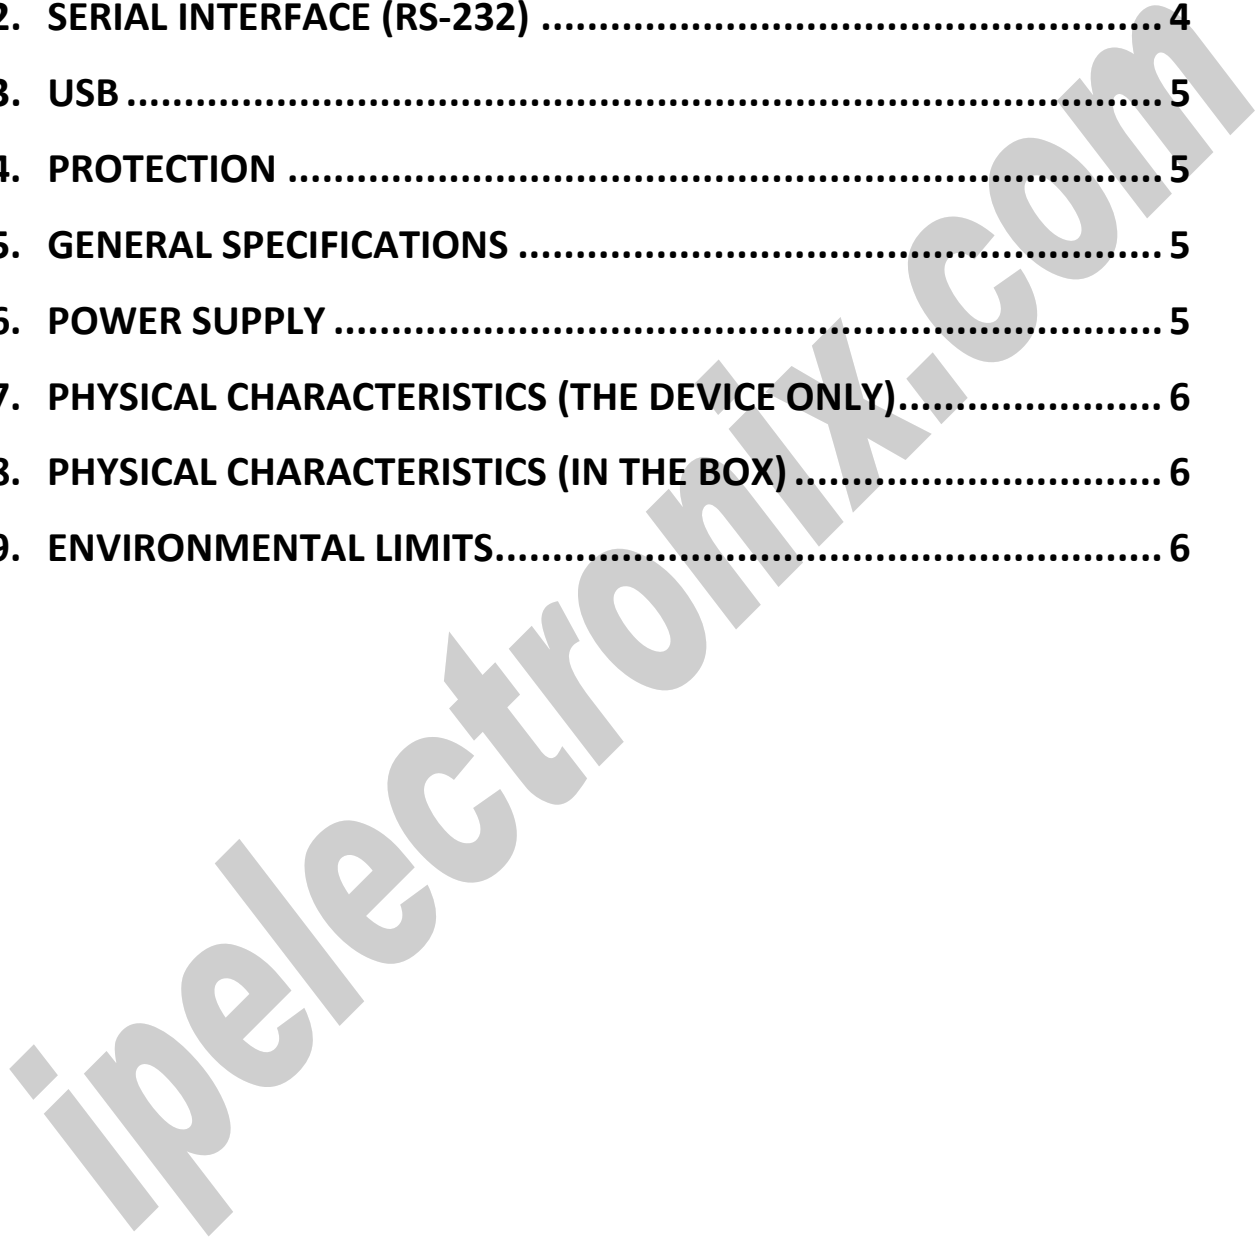 2. SERIAL INTERFACE (RS-232) ........................................................... 4
3. USB ........................................................................................... 5
4. PROTECTION ............................................................................. 5
5. GENERAL SPECIFICATIONS ........................................................ 5
6. POWER SUPPLY ......................................................................... 5
7. PHYSICAL CHARACTERISTICS (THE DEVICE ONLY)....................... 6
8. PHYSICAL CHARACTERISTICS (IN THE BOX) ................................ 6
9. ENVIRONMENTAL LIMITS........................................................... 6
ipelectronix.com